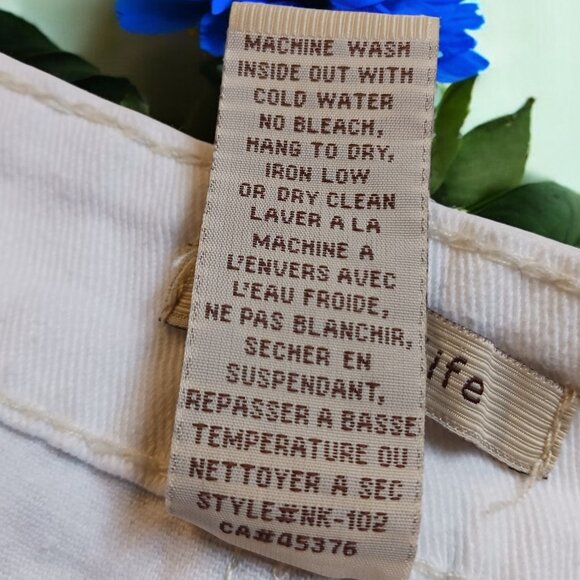 MACHINE WASH
INSIDE OUT WITH
COLD WATER
NO BLEACH,
HANG TO DRY,
IRON LOW
OR DRY CLEAN
LAVER A LA
MACHINE A
L'ENVERS AVEC
L'EAU FROIDE,
NE PAS BLANCHIR,
SECHER EN
SUSPENDANT,
REPASSER A BASSE
TEMPERATURE OU
NETTOYER A SEC
STYLE#NK-102
CA#45376
ife